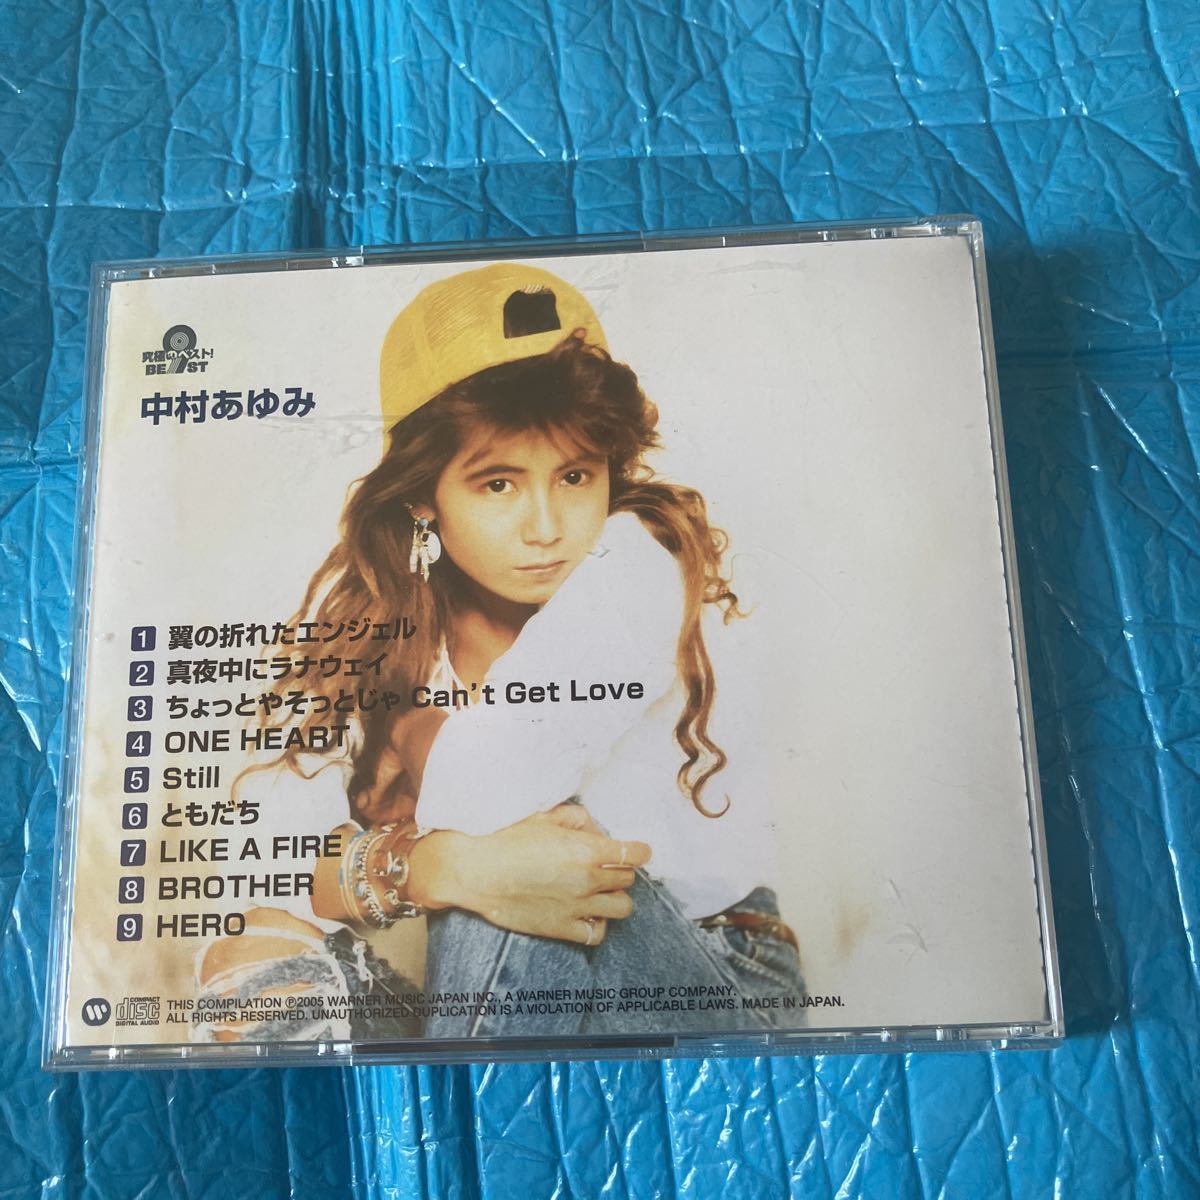 究極のベスト!
BEST
中村あゆみ
1 翼の折れたエンジェル
2 真夜中にラナウェイ
3 ちょっとやそっとじゃ Can't Get Love
4 ONE HEART
5 Still
6 ともだち
7 LIKE A FIRE
8 BROTHER
9 HERO
COMPACT
disc
DIGITAL AUDIO
THIS COMPILATION ℗2005 WARNER MUSIC JAPAN INC., A WARNER MUSIC GROUP COMPANY.
ALL RIGHTS RESERVED. UNAUTHORIZED DUPLICATION IS A VIOLATION OF APPLICABLE LAWS. MADE IN JAPAN.